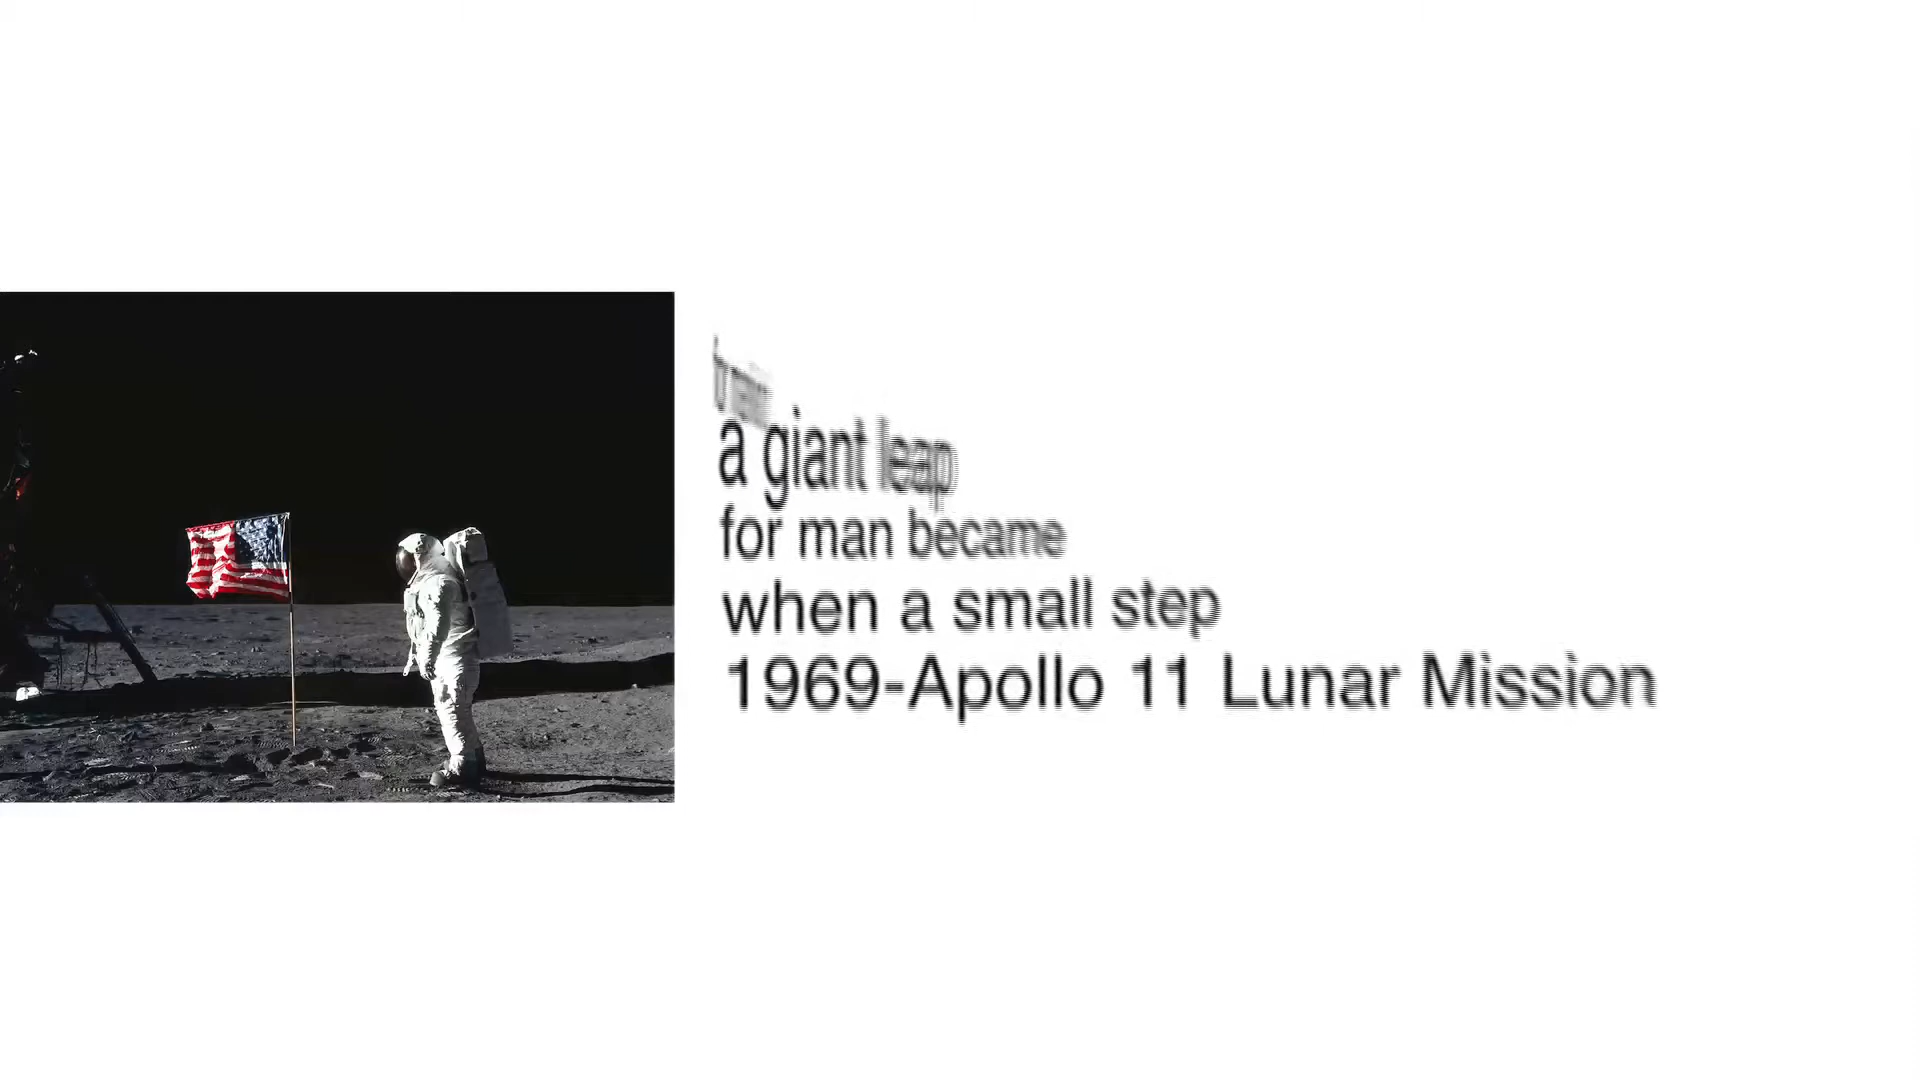 a giant leap
for man became
when a small step
1969-Apollo 11 Lunar Mission